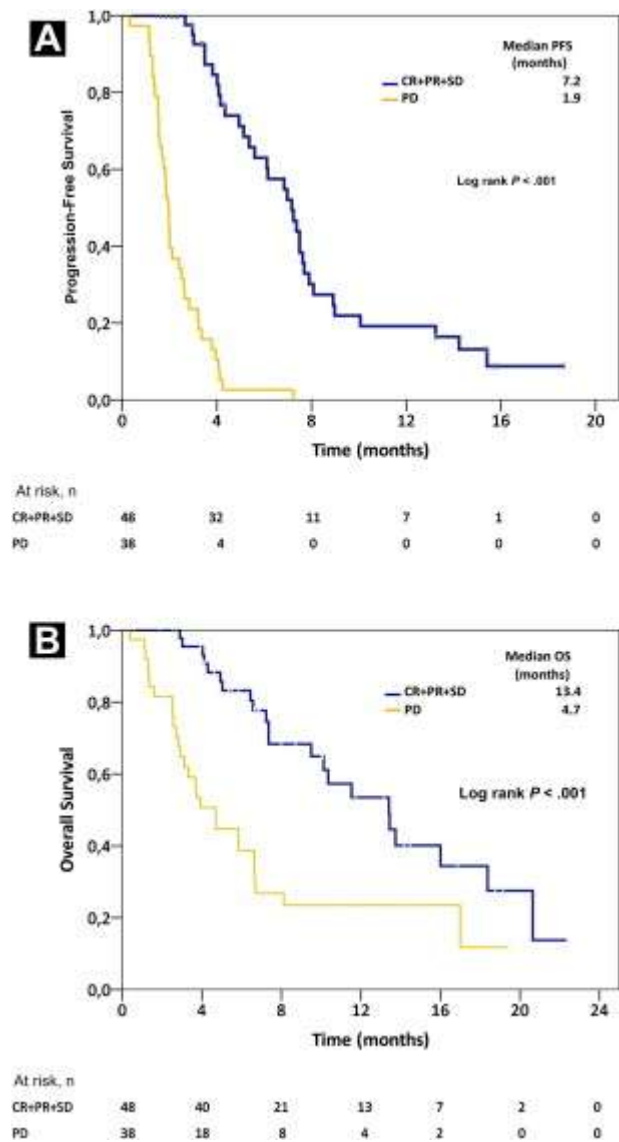 A
Median PFS
(months)
CR+PR+SD 7.2
PD 1.9
Log rank P < .001
Progression-Free Survival
1,0
0,8
0,6
0,4
0,2
0,0
0 4 8 12 16 20
Time (months)
At risk, n
CR+PR+SD 48 32 11 7 1 0
PD 38 4 0 0 0 0
B
Median OS
(months)
CR+PR+SD 13.4
PD 4.7
Log rank P < .001
Overall Survival
1,0
0,8
0,6
0,4
0,2
0,0
0 4 8 12 16 20 24
Time (months)
At risk, n
CR+PR+SD 48 40 21 13 7 2 0
PD 38 18 8 4 2 0 0